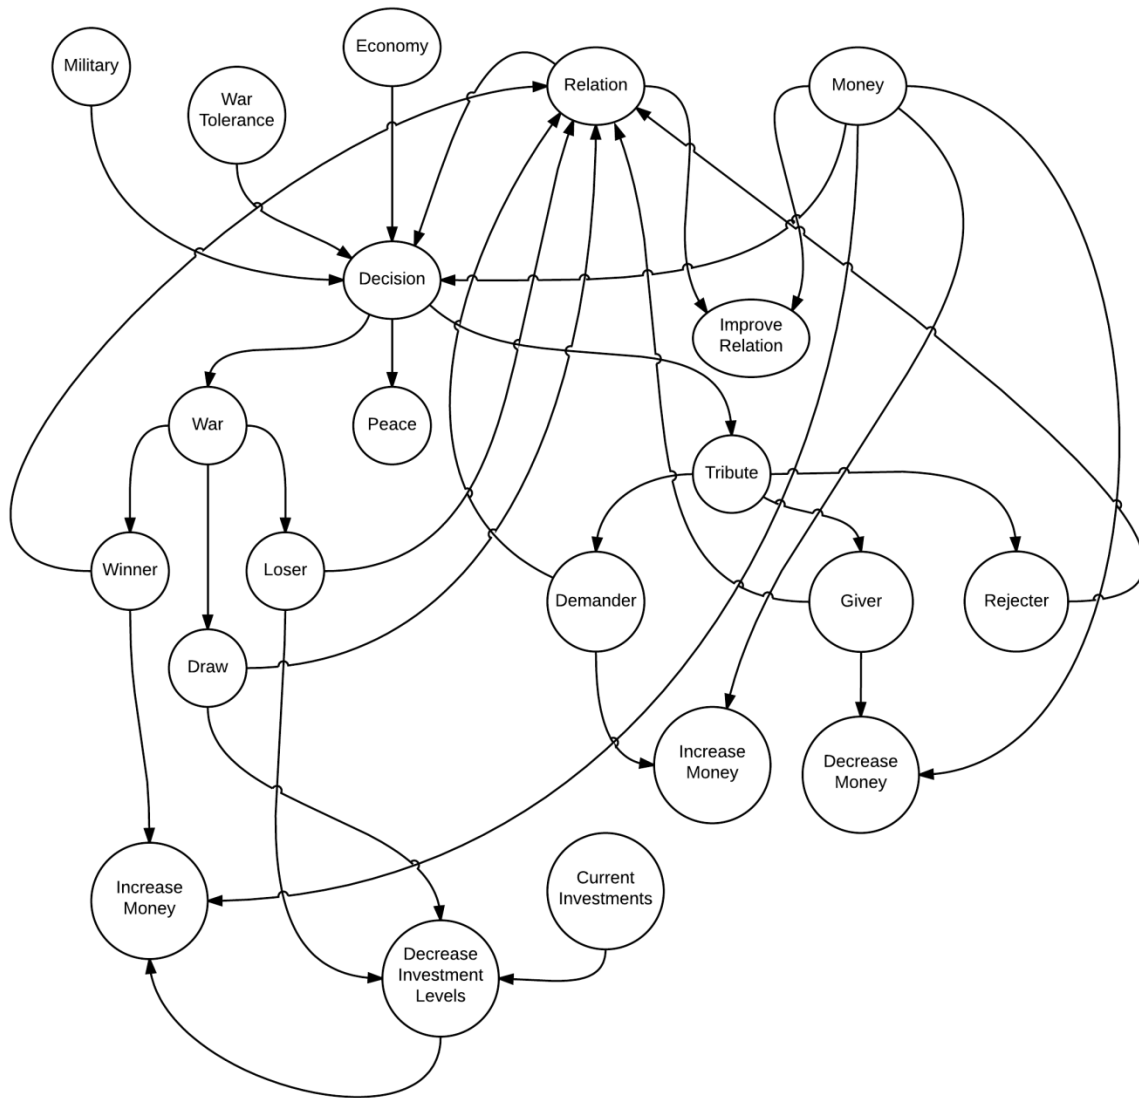 Economy
Military
War
Tolerance
Relation
Money
Decision
Improve
Relation
War
Peace
Tribute
Winner
Loser
Demander
Giver
Rejecter
Draw
Increase
Money
Decrease
Money
Increase
Money
Current
Investments
Decrease
Investment
Levels